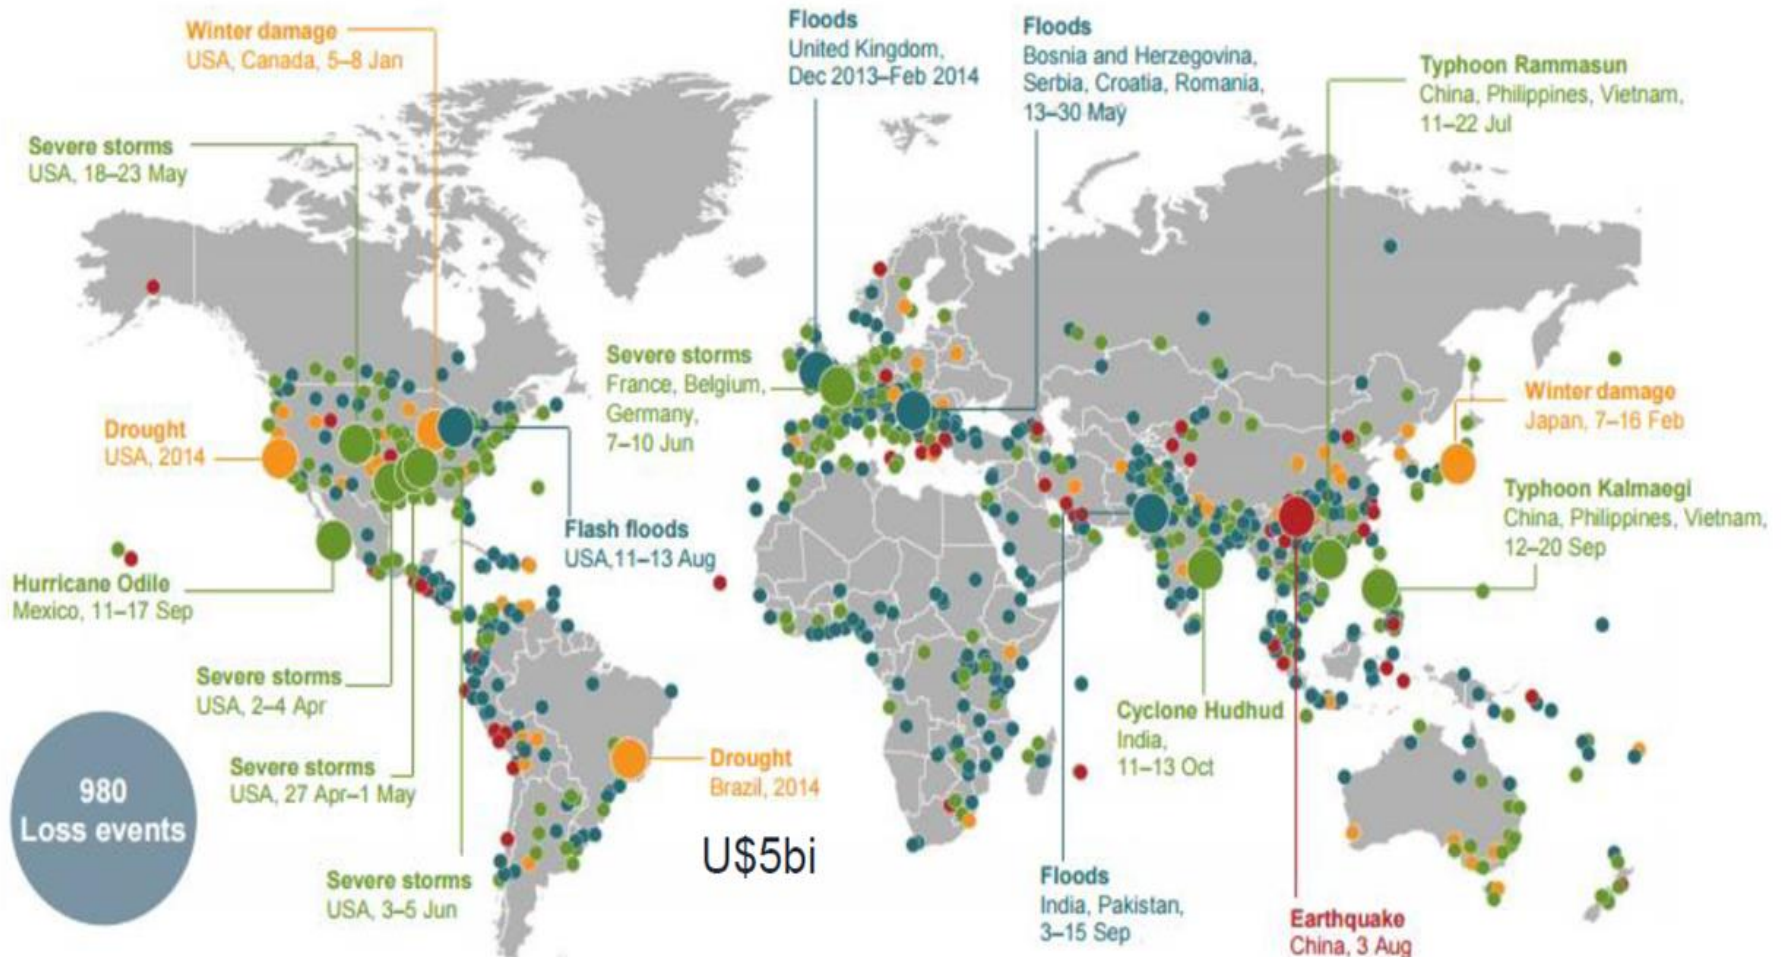 Winter damage
USA, Canada, 5–8 Jan
Floods
United Kingdom,
Dec 2013–Feb 2014
Floods
Bosnia and Herzegovina,
Serbia, Croatia, Romania,
13–30 May
Typhoon Rammasun
China, Philippines, Vietnam,
11–22 Jul
Severe storms
USA, 18–23 May
Severe storms
France, Belgium,
Germany,
7–10 Jun
Winter damage
Japan, 7–16 Feb
Drought
USA, 2014
Typhoon Kalmaegi
China, Philippines, Vietnam,
12–20 Sep
Flash floods
USA,11–13 Aug
Hurricane Odile
Mexico, 11–17 Sep
Severe storms
USA, 2–4 Apr
Cyclone Hudhud
India,
11–13 Oct
Severe storms
USA, 27 Apr–1 May
Drought
Brazil, 2014
980
Loss events
U$5bi
Severe storms
USA, 3–5 Jun
Floods
India, Pakistan,
3–15 Sep
Earthquake
China, 3 Aug